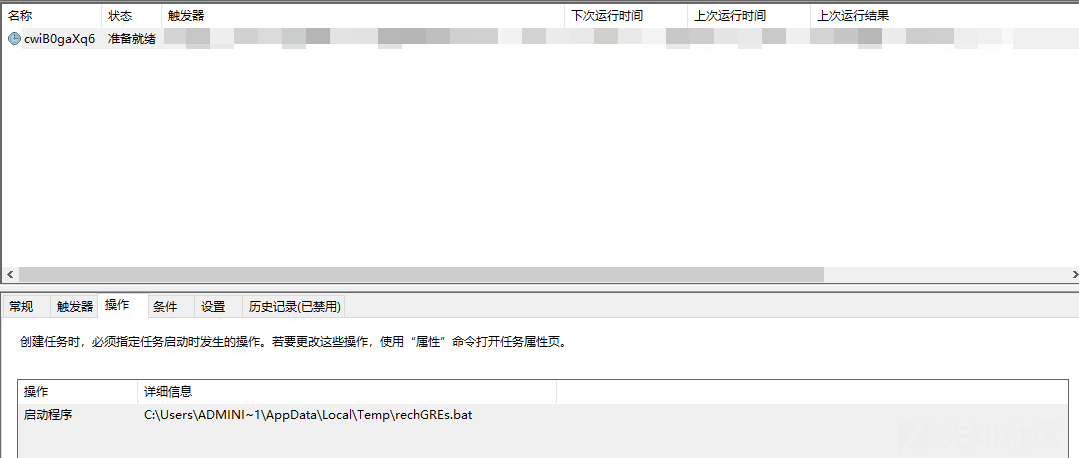 名称 状态 触发器 下次运行时间 上次运行时间 上次运行结果
cwiB0gaXq6 准备就绪
常规 触发器 操作 条件 设置 历史记录(已禁用)
创建任务时，必须指定任务启动时发生的操作。若要更改这些操作，使用“属性”命令打开任务属性页。
操作 详细信息
启动程序 C:\Users\ADMINI~1\AppData\Local\Temp\rechGREs.bat
先知社区